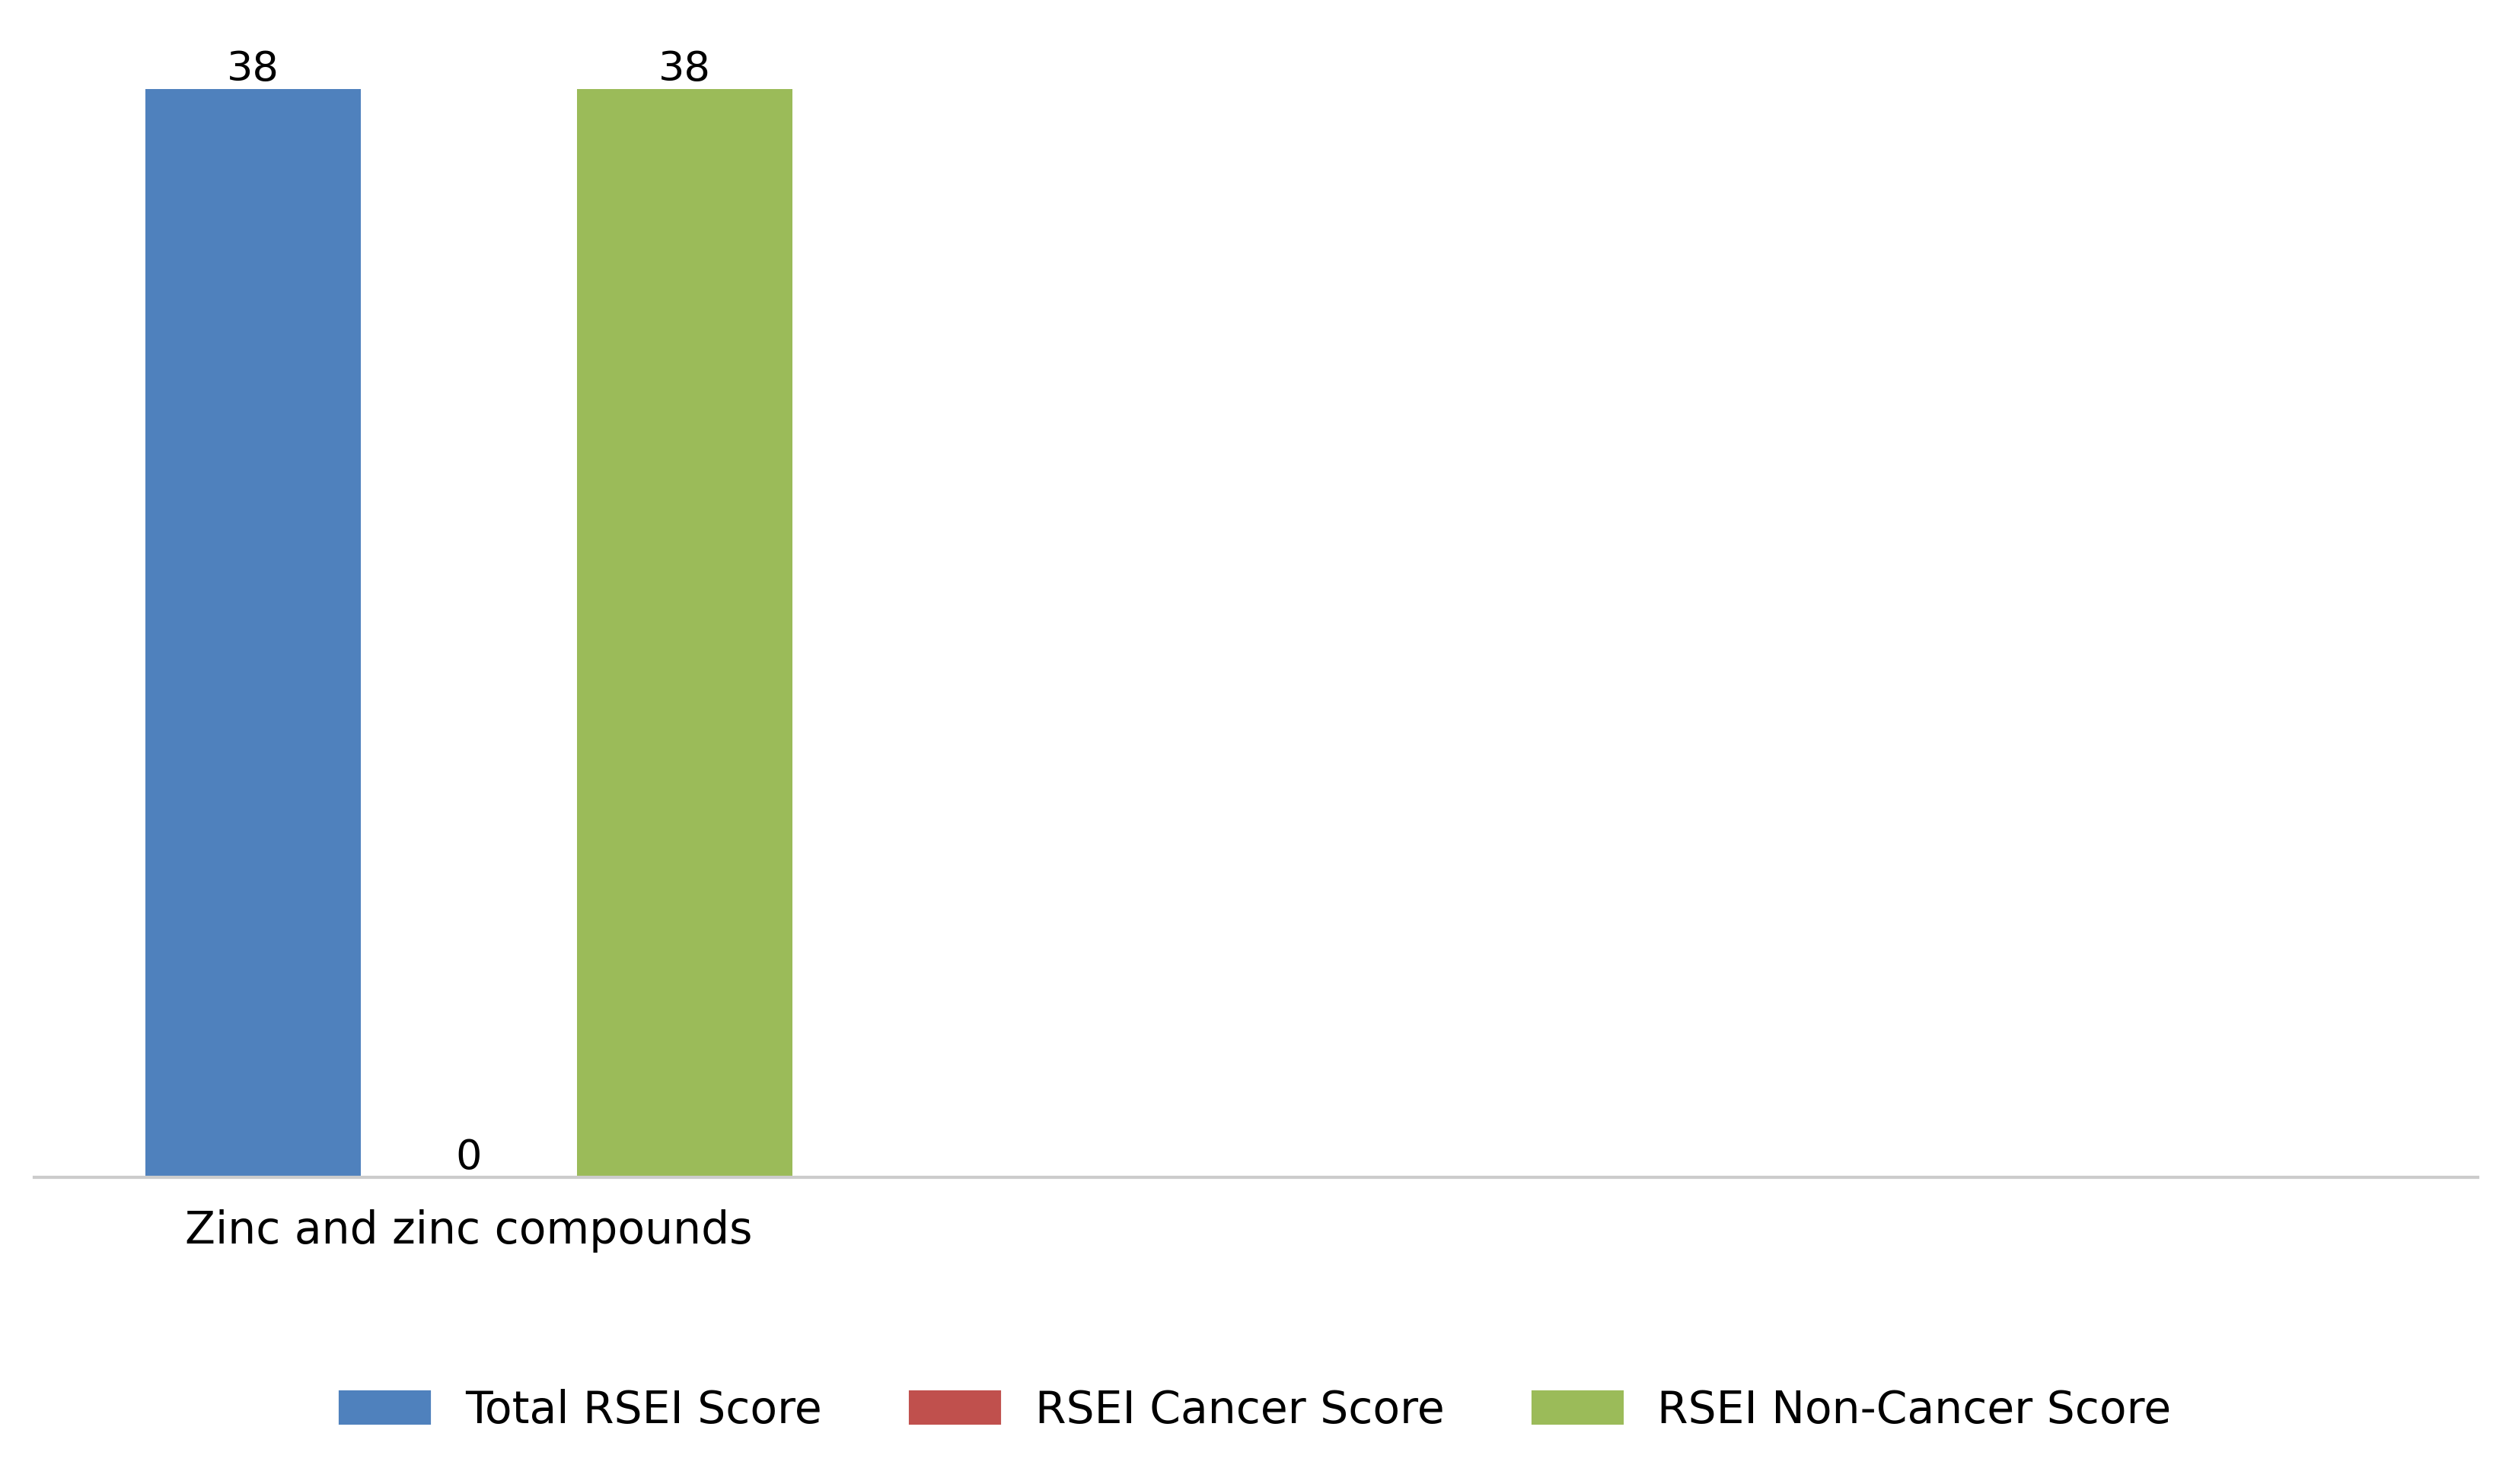 38 38
0
Zinc and zinc compounds
Total RSEI Score RSEI Cancer Score RSEI Non-Cancer Score